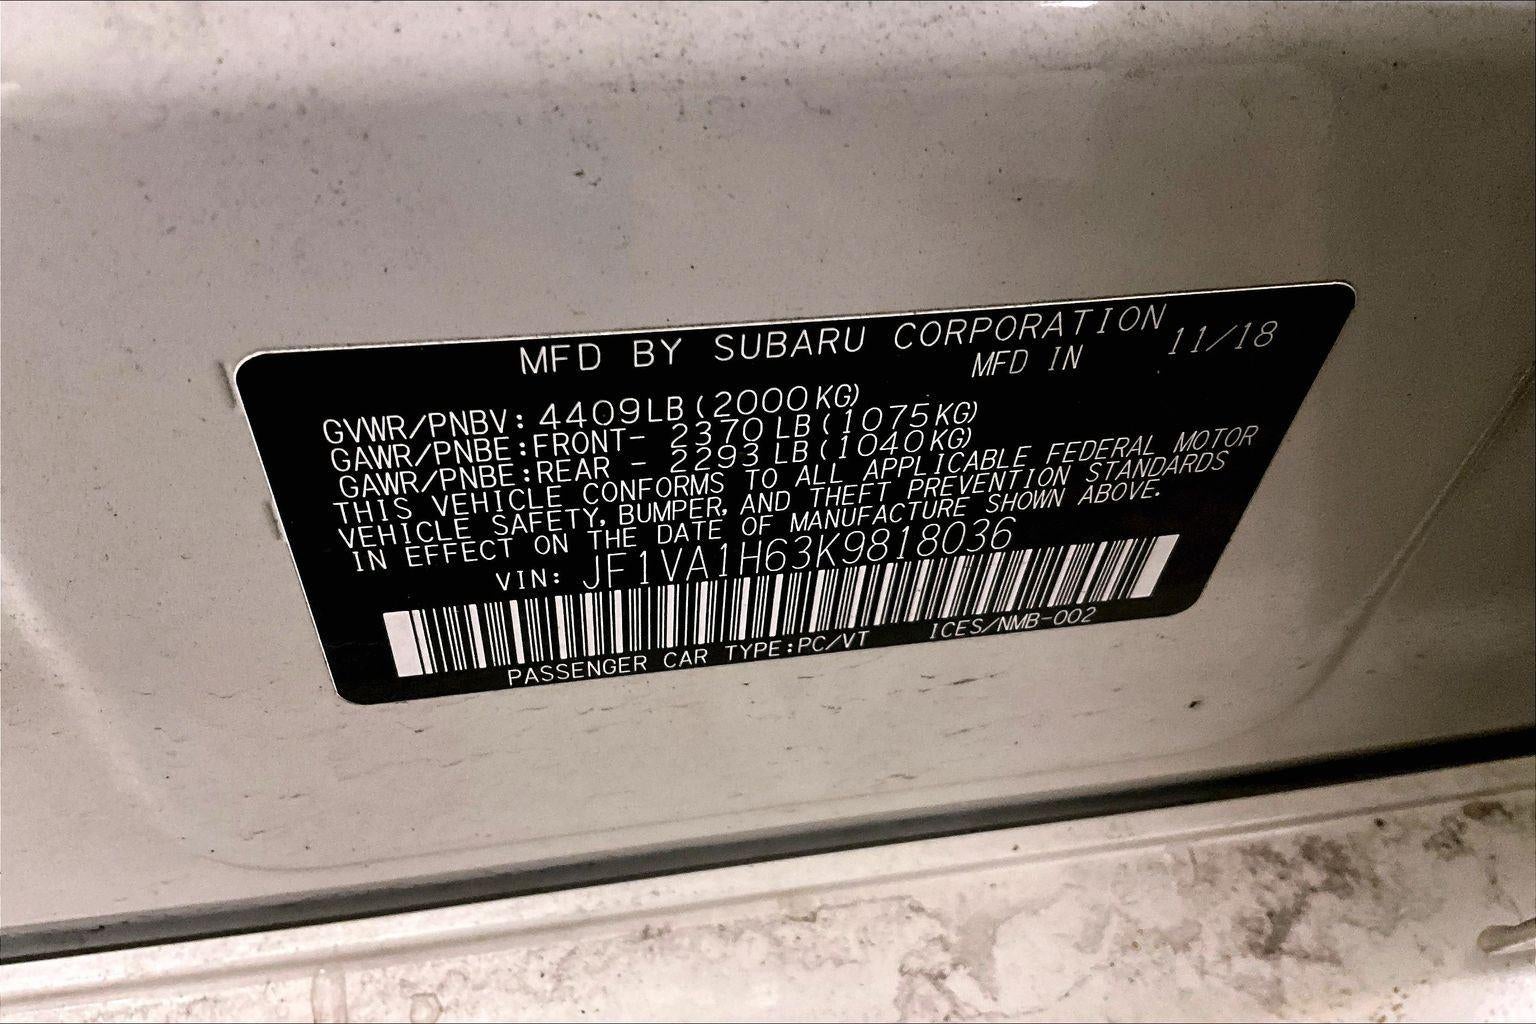 MFD BY SUBARU CORPORATION
MFD IN 11/18
GVWR/PNBV: 4409LB(2000KG)
GAWR/PNBE:FRONT- 2370LB(1075KG)
GAWR/PNBE:REAR - 2293LB(1040KG)
THIS VEHICLE CONFORMS TO ALL APPLICABLE FEDERAL MOTOR
VEHICLE SAFETY, BUMPER, AND THEFT PREVENTION STANDARDS
IN EFFECT ON THE DATE OF MANUFACTURE SHOWN ABOVE.
VIN: JF1VA1H63K9818036
PASSENGER CAR TYPE:PC/VT ICES/NMB-002